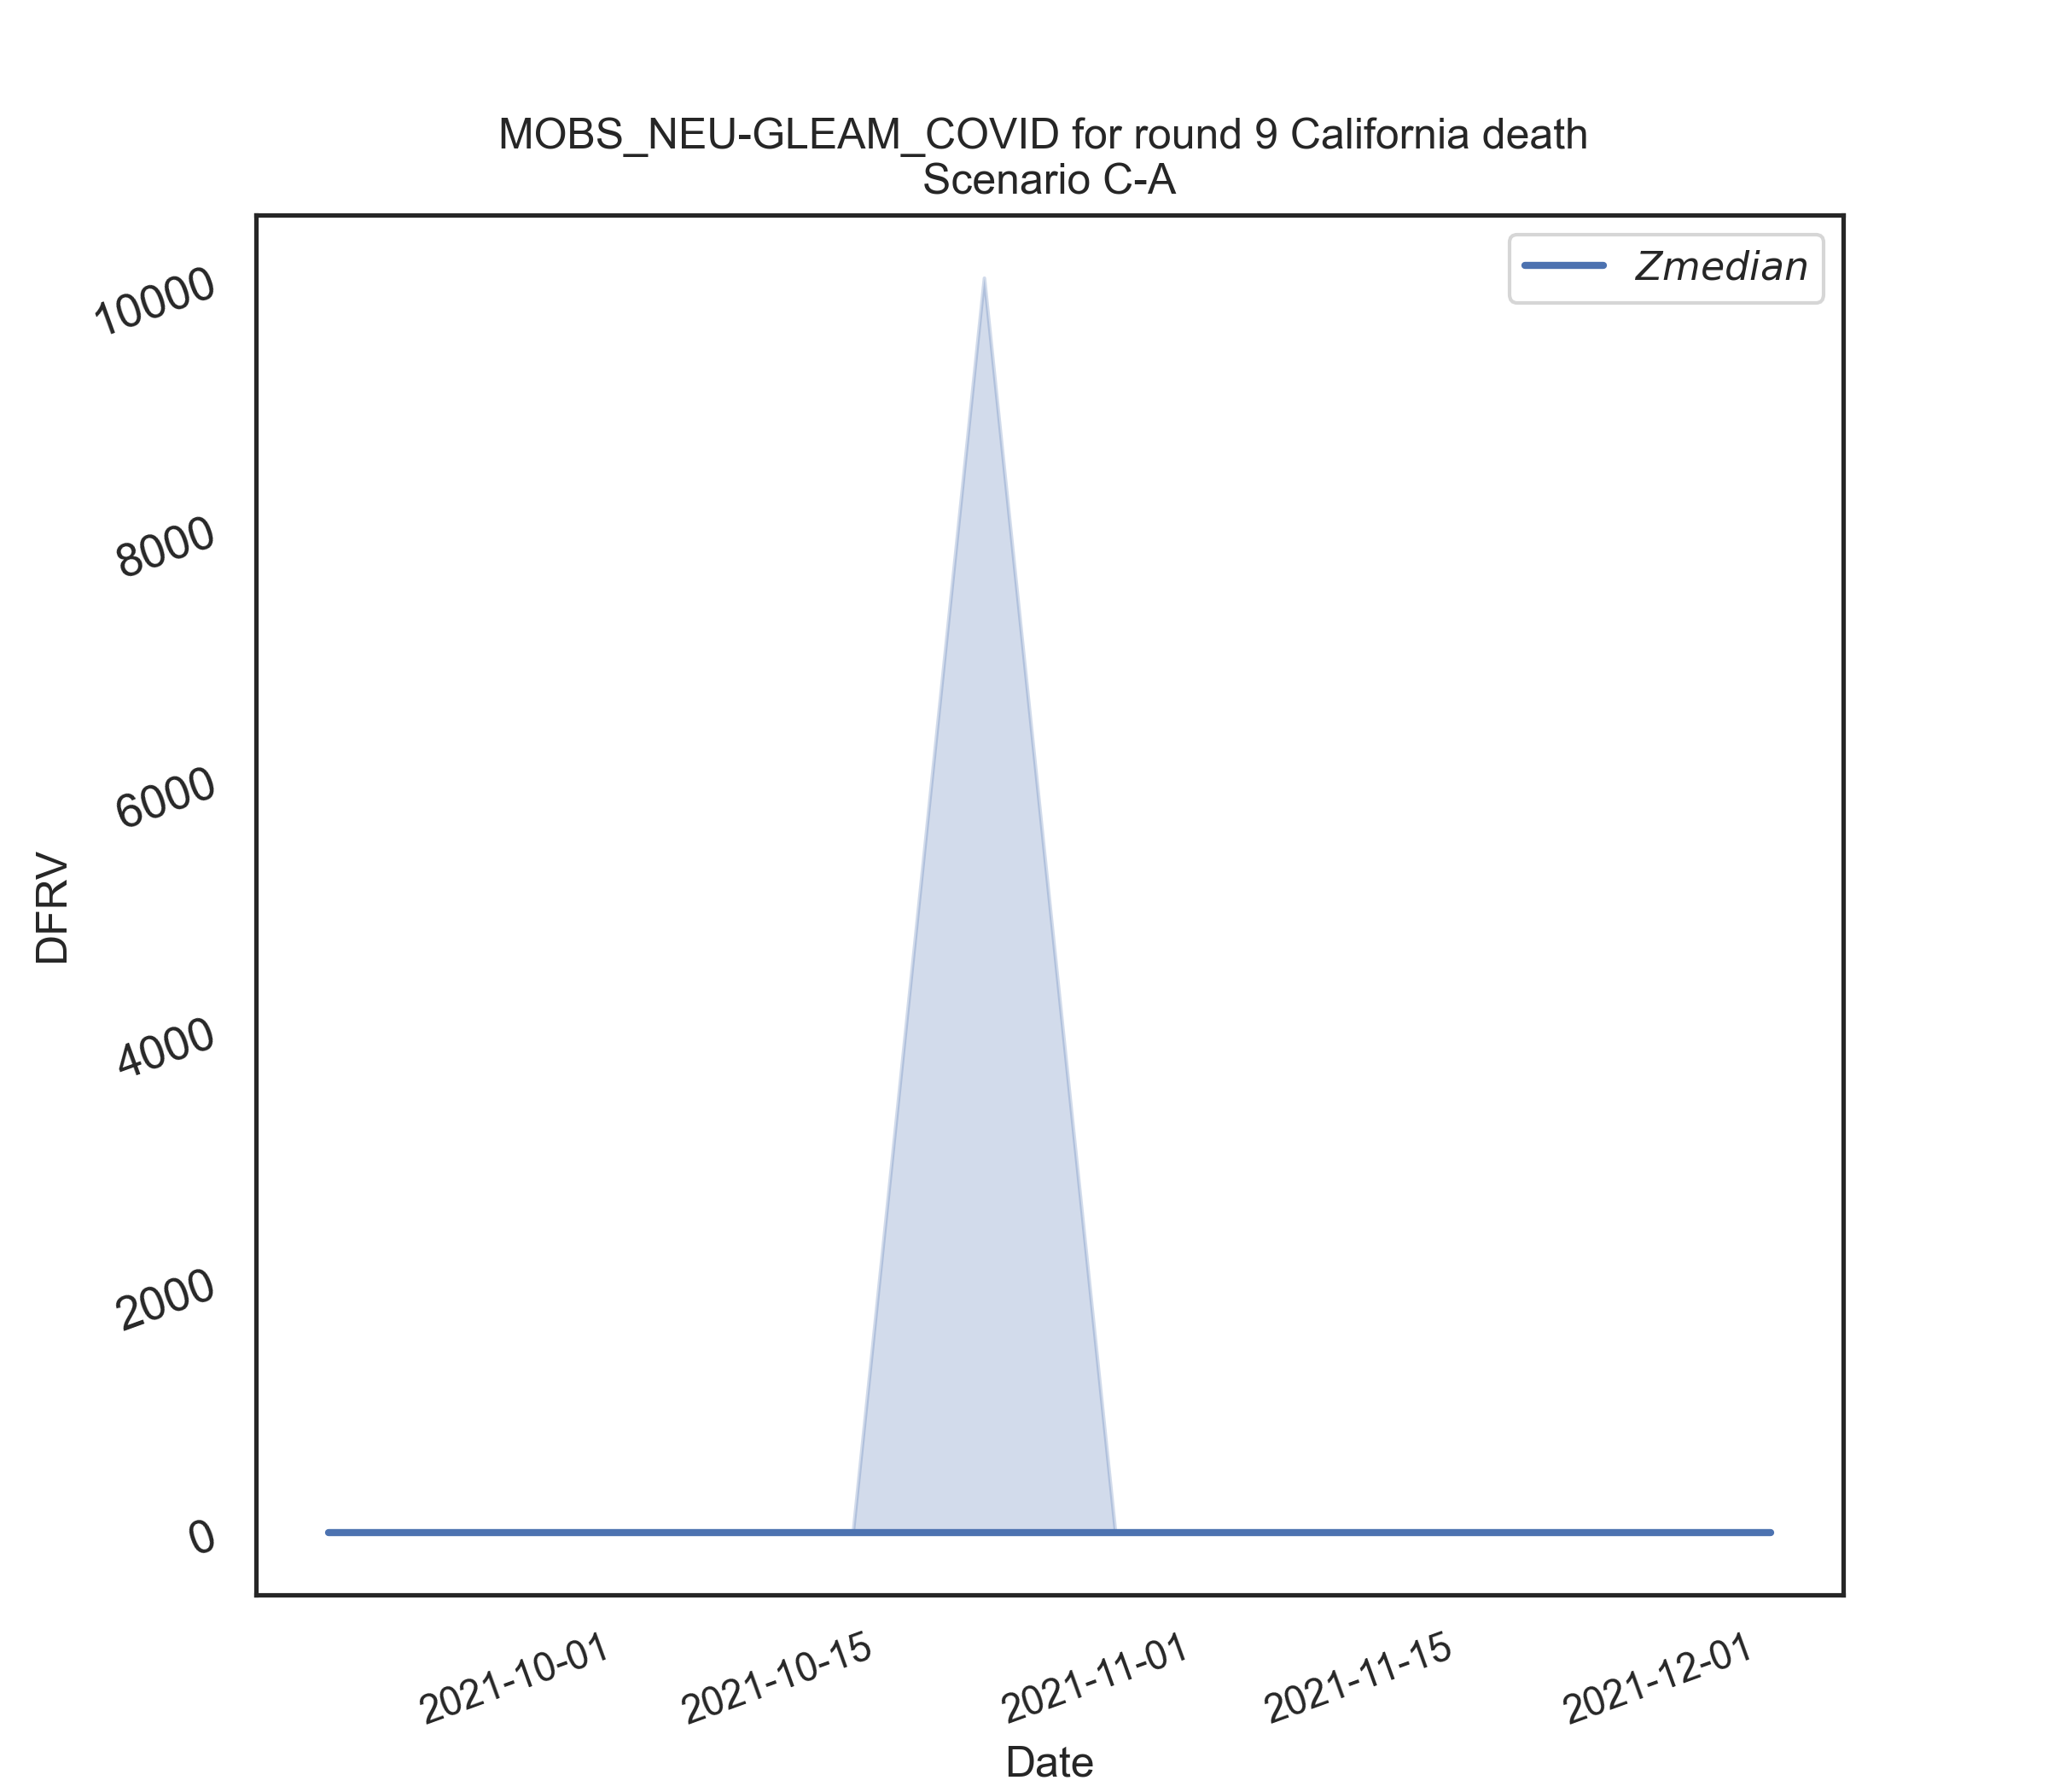 MOBS_NEU-GLEAM_COVID for round 9 California death
Scenario C-A
Zmedian
10000
8000
6000
4000
2000
0
DFRV
2021-10-01
2021-10-15
2021-11-01
2021-11-15
2021-12-01
Date